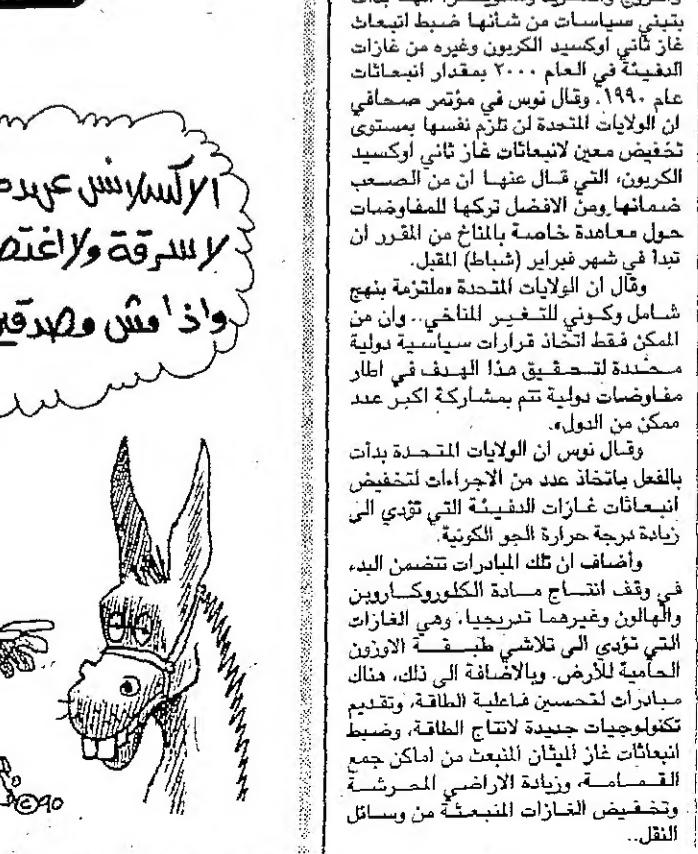 بتبني سياسات من شأنها ضبط انبعاث
غاز ثاني اوكسيد الكربون وغيره من غازات
الدفيئة في العام ٢٠٠٠ بمقدار انبعاثات
عام ١٩٩٠. وقال نوس في مؤتمر صحافي
ان الولايات المتحدة لن تلزم نفسها بمستوى
تخفيض معين لانبعاثات غاز ثاني اوكسيد
الكربون، التي قال عنها ان من الصعب
ضمانها ومن الافضل تركها للمفاوضات
حول معاهدة خاصة بالمناخ من المقرر ان
تبدا في شهر فبراير (شباط) المقبل.
وقال ان الولايات المتحدة «ملتزمة بنهج
شامل وكوني للتغير المناخي.. وان من
الممكن فقط اتخاذ قرارات سياسية دولية
محددة لتحقيق هذا الهدف في اطار
مفاوضات دولية تتم بمشاركة اكبر عدد
ممكن من الدول».
وقال نوس ان الولايات المتحدة بدأت
بالفعل باتخاذ عدد من الاجراءات لتخفيض
انبعاثات غازات الدفيئة التي تؤدي الى
زيادة درجة حرارة الجو الكونية.
وأضاف ان تلك المبادرات تتضمن البدء
في وقف انتاج مادة الكلوروكاروبن
والهالون وغيرهما تدريجيا، وهي الغازات
التي تؤدي الى تلاشي طبقة الاوزون
الحامية للأرض. وبالاضافة الى ذلك، هناك
مبادرات لتحسين فاعلية الطاقة، وتقديم
تكنولوجيات جديدة لانتاج الطاقة، وضبط
انبعاثات غاز الميثان المنبعث من اماكن جمع
القمامة، وزيادة الاراضي المحرشة
وتخفيض الغازات المنبعثة من وسائل
النقل..
لا سرقة ولا
واذا مش مصدقين
©90